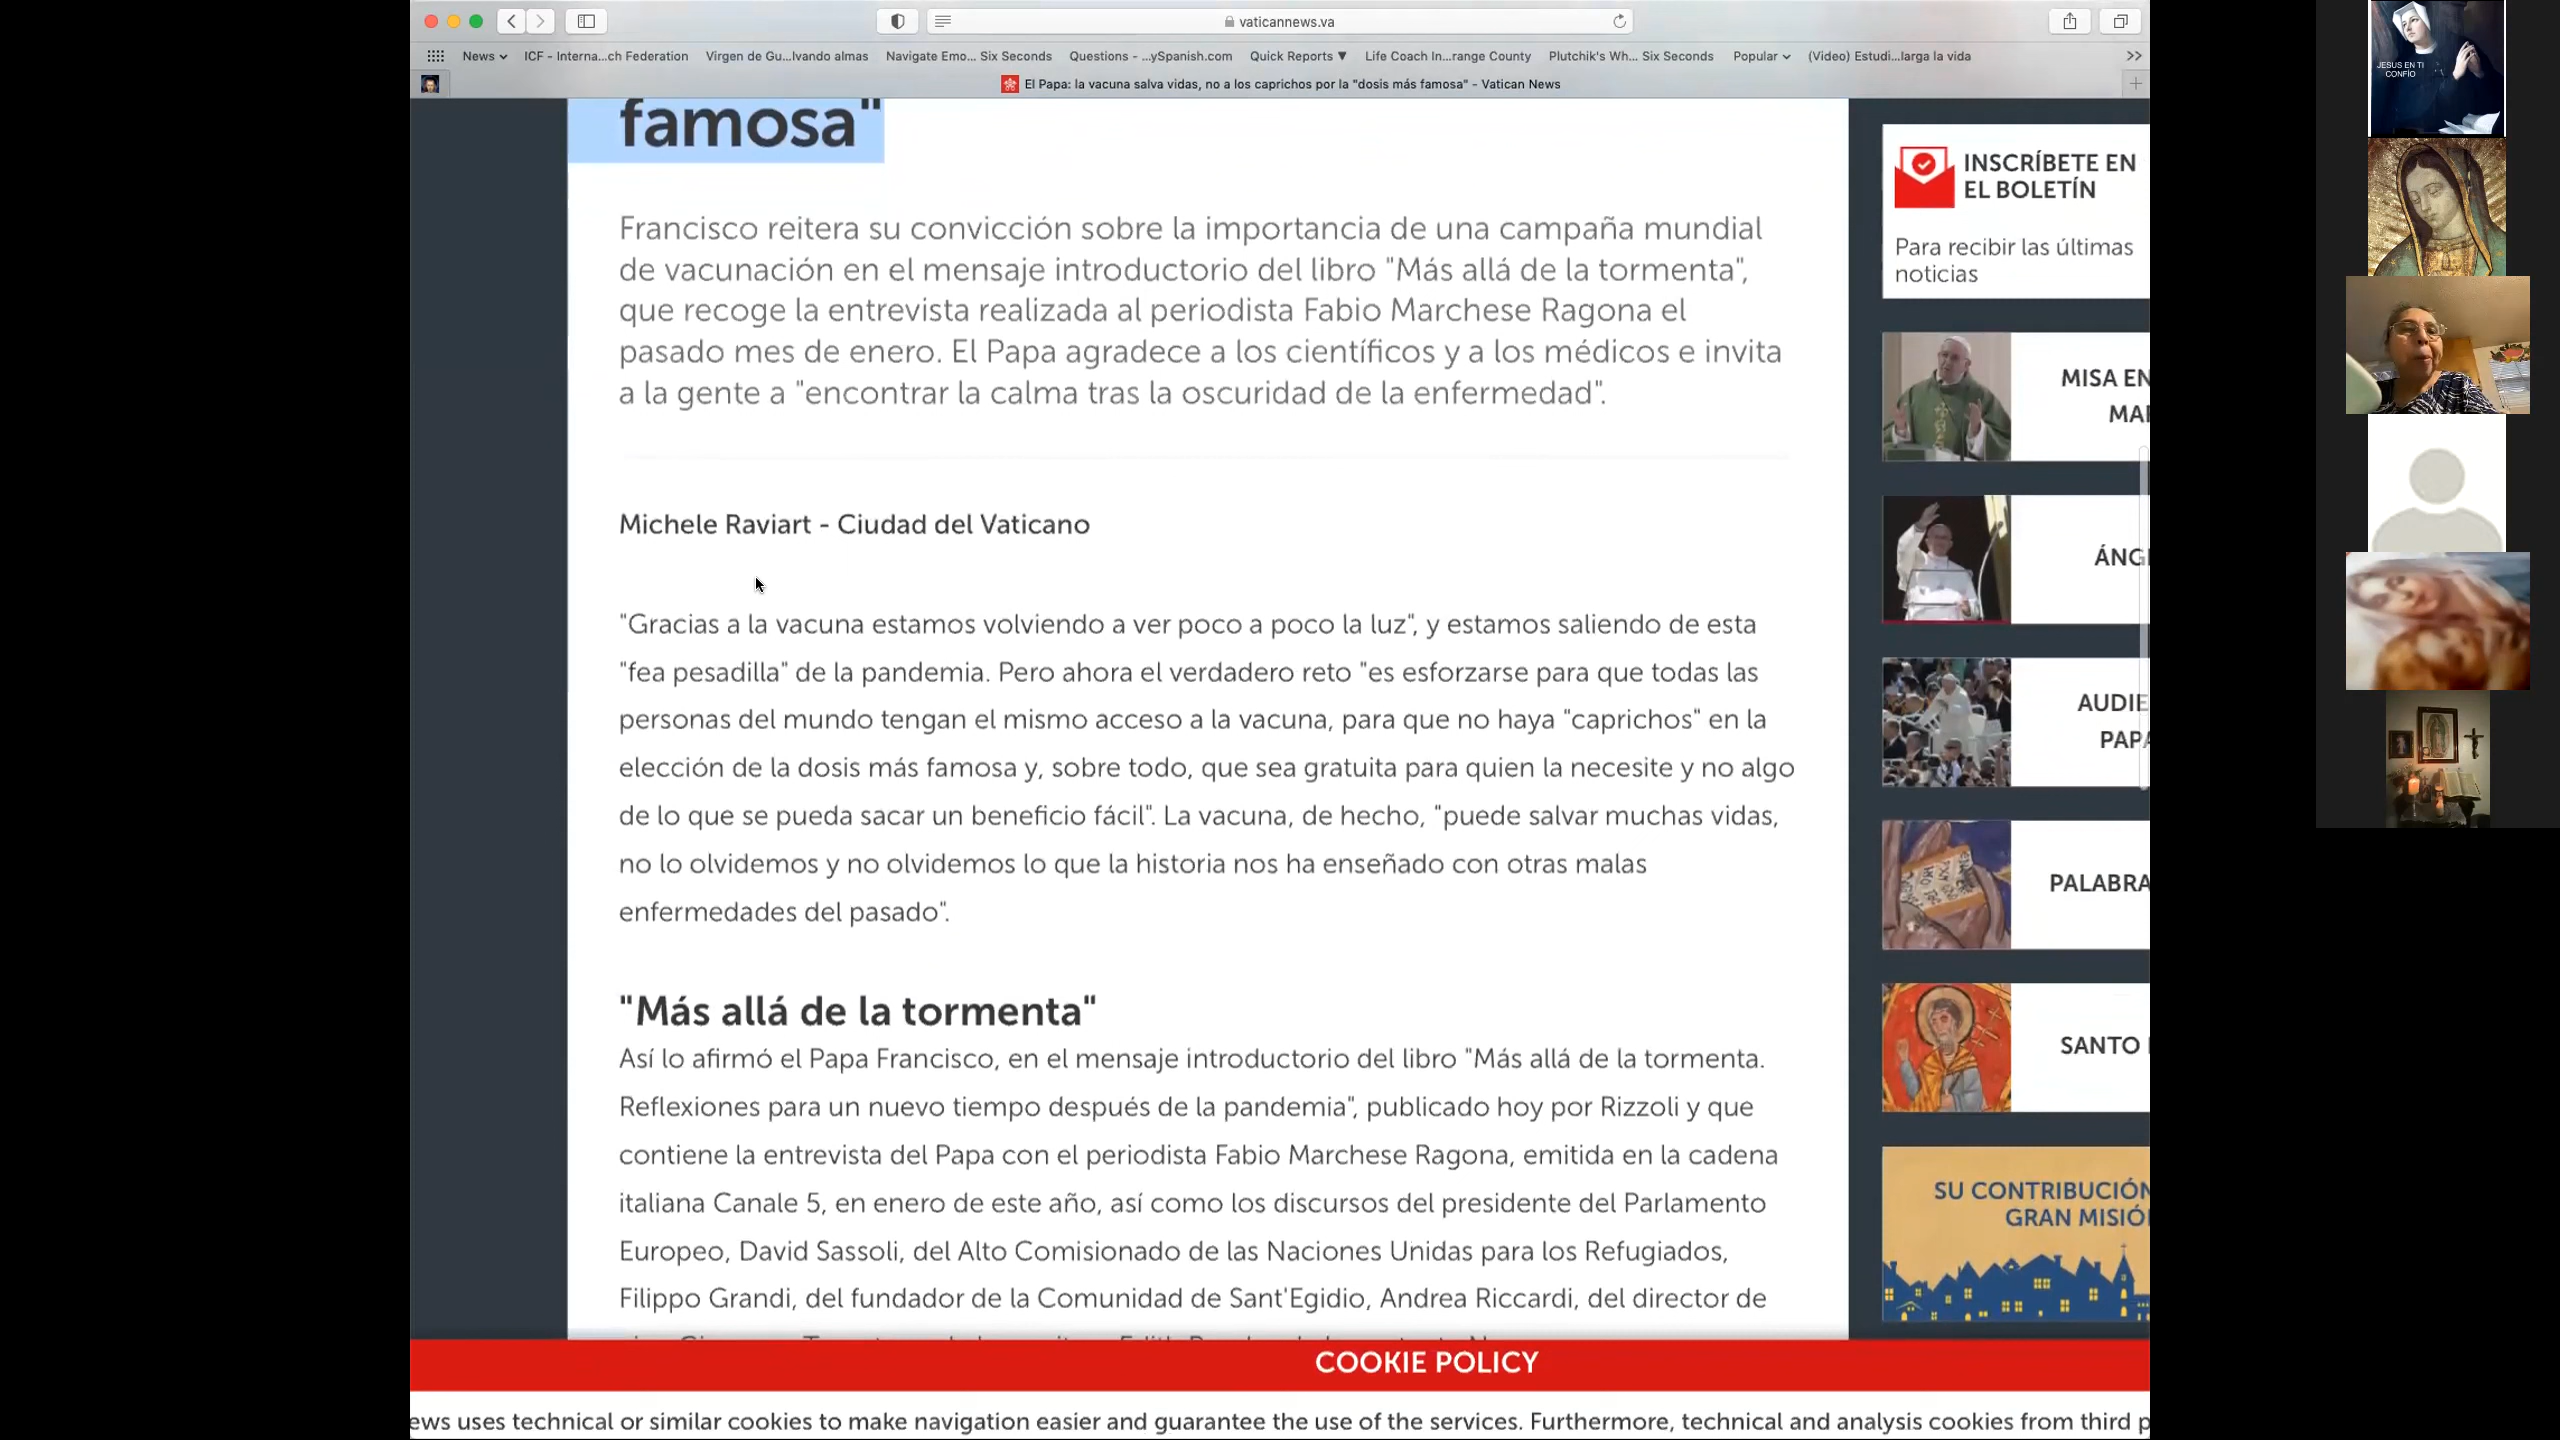 vaticannews.va
News
ICF - Interna...ch Federation
Virgen de Gu...lvando almas
Navigate Emo... Six Seconds
Questions - ...ySpanish.com
Quick Reports ▼
Life Coach In...range County
Plutchik's Wh... Six Seconds
Popular
(Video) Estudi...larga la vida
>>
El Papa: la vacuna salva vidas, no a los caprichos por la "dosis más famosa" - Vatican News
famosa"
Francisco reitera su convicción sobre la importancia de una campaña mundial
de vacunación en el mensaje introductorio del libro "Más allá de la tormenta",
que recoge la entrevista realizada al periodista Fabio Marchese Ragona el
pasado mes de enero. El Papa agradece a los científicos y a los médicos e invita
a la gente a "encontrar la calma tras la oscuridad de la enfermedad".
Michele Raviart - Ciudad del Vaticano
"Gracias a la vacuna estamos volviendo a ver poco a poco la luz", y estamos saliendo de esta
"fea pesadilla" de la pandemia. Pero ahora el verdadero reto "es esforzarse para que todas las
personas del mundo tengan el mismo acceso a la vacuna, para que no haya "caprichos" en la
elección de la dosis más famosa y, sobre todo, que sea gratuita para quien la necesite y no algo
de lo que se pueda sacar un beneficio fácil". La vacuna, de hecho, "puede salvar muchas vidas,
no lo olvidemos y no olvidemos lo que la historia nos ha enseñado con otras malas
enfermedades del pasado".
"Más allá de la tormenta"
Así lo afirmó el Papa Francisco, en el mensaje introductorio del libro "Más allá de la tormenta.
Reflexiones para un nuevo tiempo después de la pandemia", publicado hoy por Rizzoli y que
contiene la entrevista del Papa con el periodista Fabio Marchese Ragona, emitida en la cadena
italiana Canale 5, en enero de este año, así como los discursos del presidente del Parlamento
Europeo, David Sassoli, del Alto Comisionado de las Naciones Unidas para los Refugiados,
Filippo Grandi, del fundador de la Comunidad de Sant'Egidio, Andrea Riccardi, del director de
INSCRÍBETE EN
EL BOLETÍN
Para recibir las últimas
noticias
MISA EN
MAR
ÁNG
AUDIE
PAPA
PALABRA
SANTO
SU CONTRIBUCIÓN
GRAN MISIÓ
COOKIE POLICY
ews uses technical or similar cookies to make navigation easier and guarantee the use of the services. Furthermore, technical and analysis cookies from third p
JESUS EN TI
CONFÍO